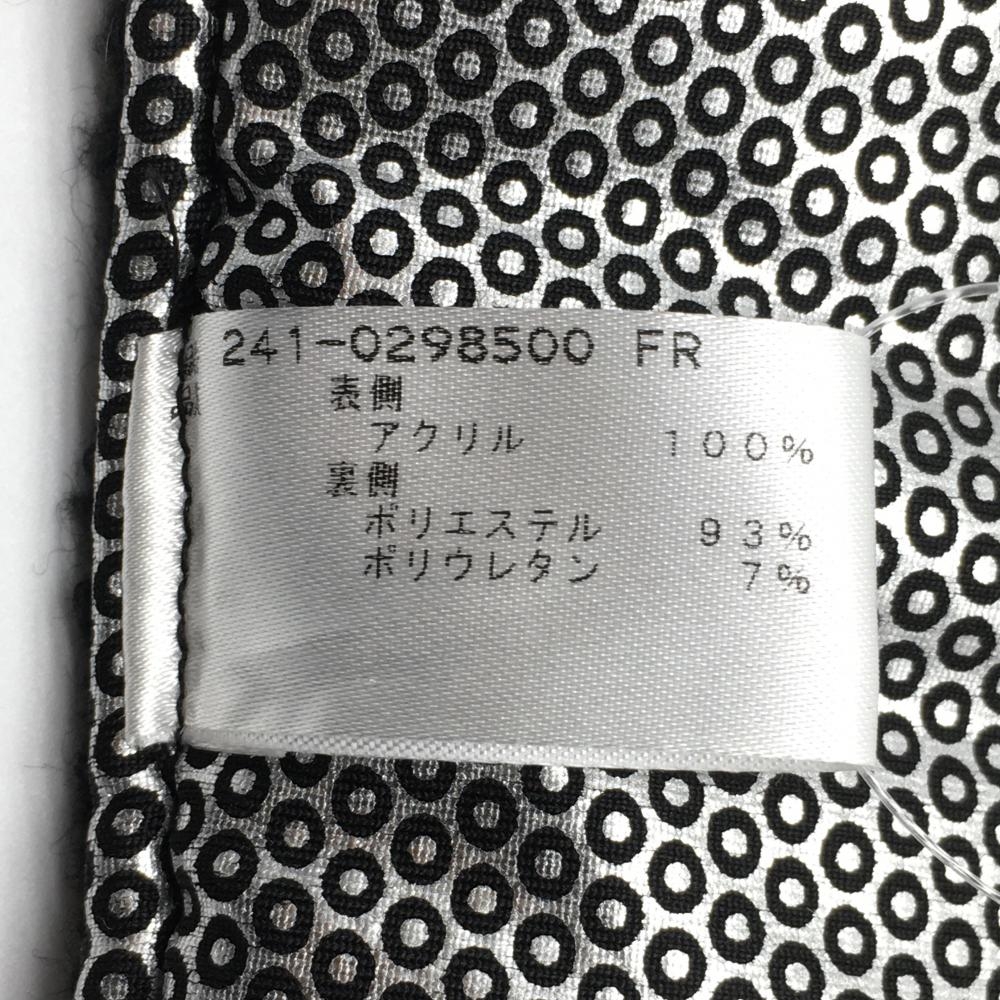 241-0298500 FR
表側
アクリル 100%
裏側
ポリエステル 93%
ポリウレタン 7%